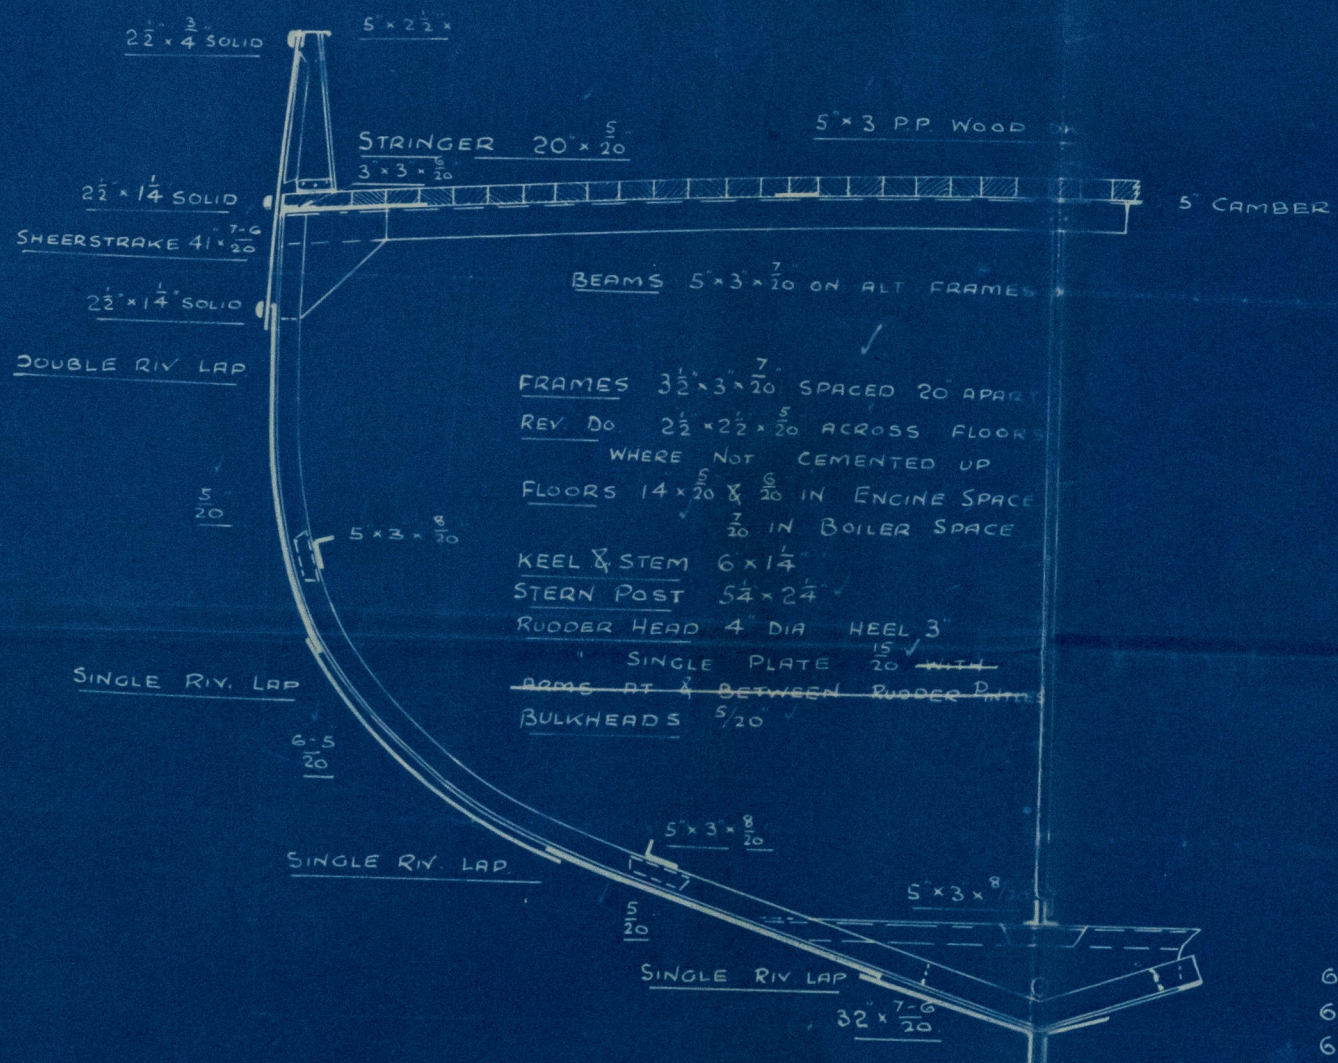 2½" × ¾" SOLID
5" × 2½" ×
STRINGER 20" × 5/20"
3" × 3" × 6/20"
5" × 3 P.P. WOOD
2½" × 1¼" SOLID
5" CAMBER
SHEERSTRAKE 41" × 7-6/20"
2½" × 1¼" SOLID
DOUBLE RIV LAP
BEAMS 5" × 3" × 7/20" ON ALT FRAMES
FRAMES 3½" × 3" × 7/20" SPACED 20" APART
REV. DO. 2½" × 2½" × 5/20" ACROSS FLOORS
WHERE NOT CEMENTED UP
FLOORS 14 × 5/20" & 6/20" IN ENGINE SPACE
7/20" IN BOILER SPACE
KEEL & STEM 6" × 1¼"
STERN POST 5¼" × 2¼"
RUDDER HEAD 4" DIA HEEL 3"
" SINGLE PLATE 15/20" WITH
ARMS AT & BETWEEN RUDDER PINTLES
BULKHEADS 5/20"
5/20"
5" × 3" × 8/20"
SINGLE RIV. LAP
6-5/20
SINGLE RIV. LAP.
5" × 3" × 8/20"
5/20"
5" × 3" × 8
SINGLE RIV LAP
32" × 7-6/20"
6
6
6